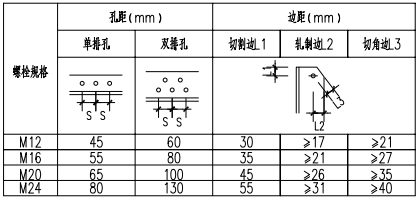 螺栓规格 孔距(mm) 边距(mm)
单排孔 双排孔 切割边L1 轧制边L2 切角边L3
S S S S L2
M12 45 60 30 ≥17 ≥21
M16 55 80 35 ≥21 ≥27
M20 65 100 45 ≥26 ≥35
M24 80 130 55 ≥31 ≥40